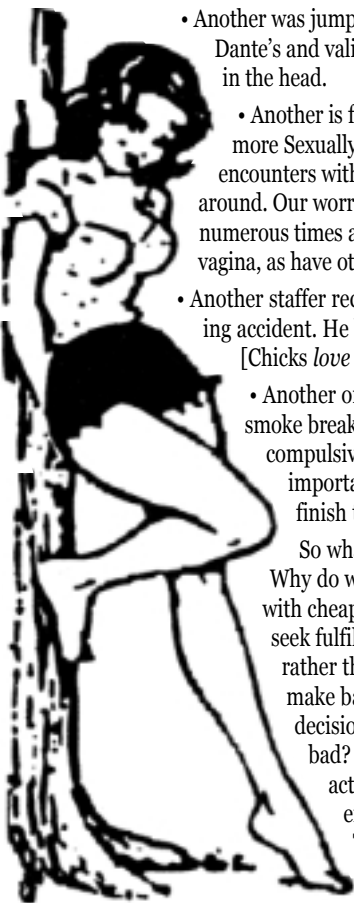 • Another was jump
Dante’s and vali
in the head.
• Another is f
more Sexually
encounters with
around. Our worr
numerous times a
vagina, as have ot
• Another staffer rec
ing accident. He
[Chicks love
• Another of
smoke break
compulsiv
importa
finish t
So wh
Why do w
with cheap
seek fulfil
rather th
make ba
decisio
bad?
act
e